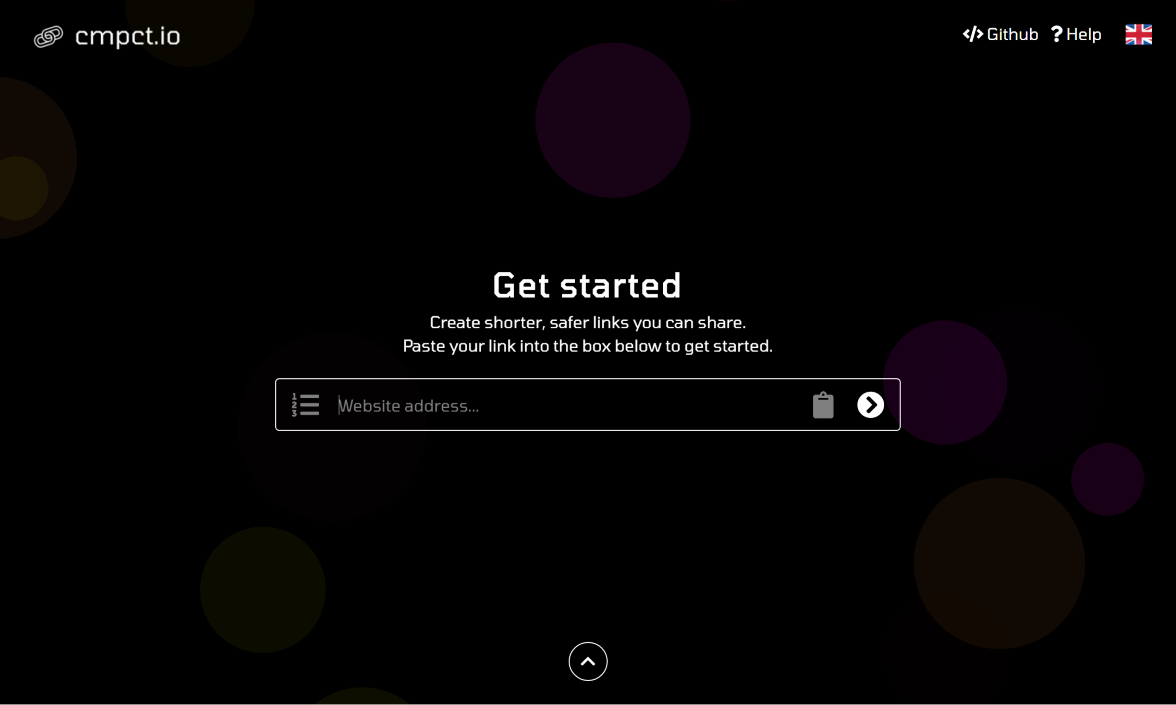 cmpct.io
Github
Help
Get started
Create shorter, safer links you can share.
Paste your link into the box below to get started.
Website address...